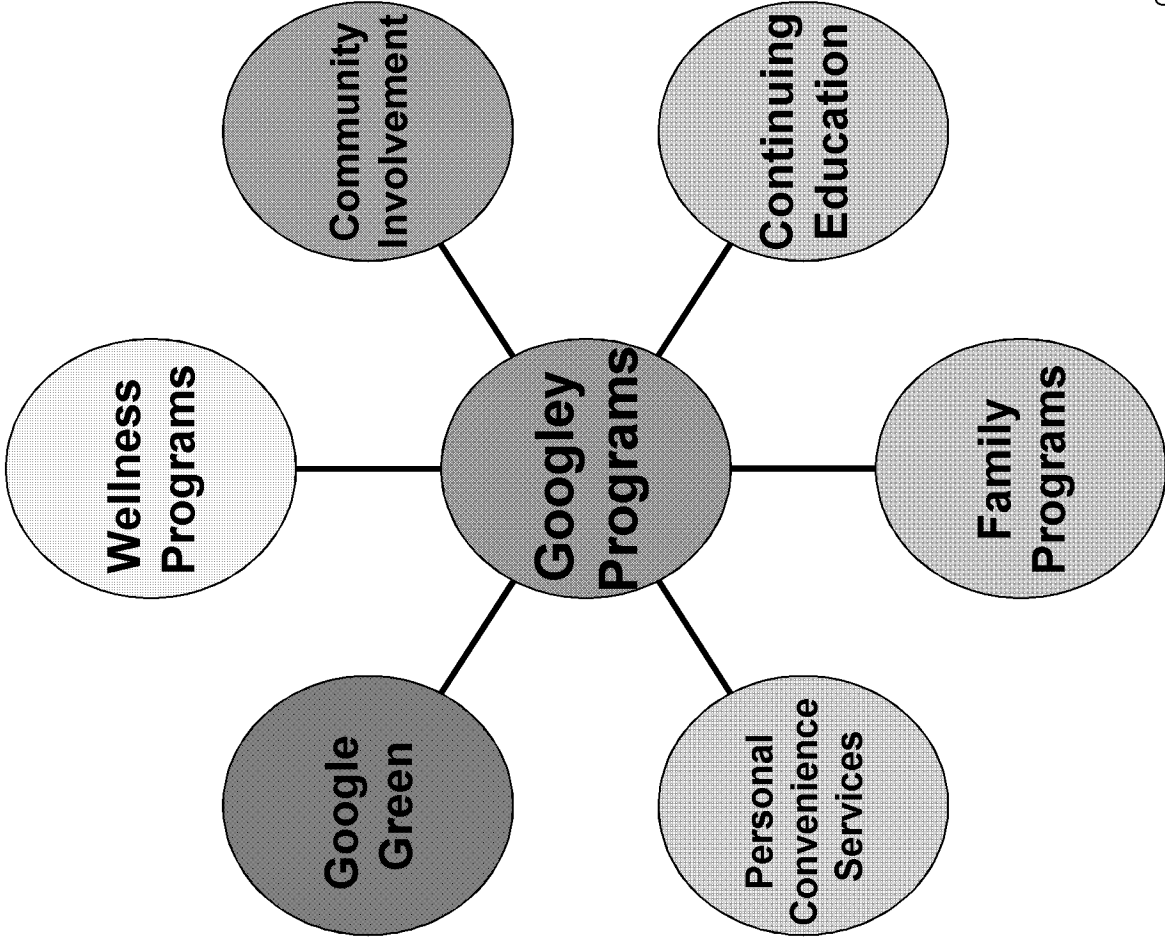 Community
Involvement
Continuing
Education
Wellness
Programs
Googley
Programs
Family
Programs
Google
Green
Personal
Convenience
Services